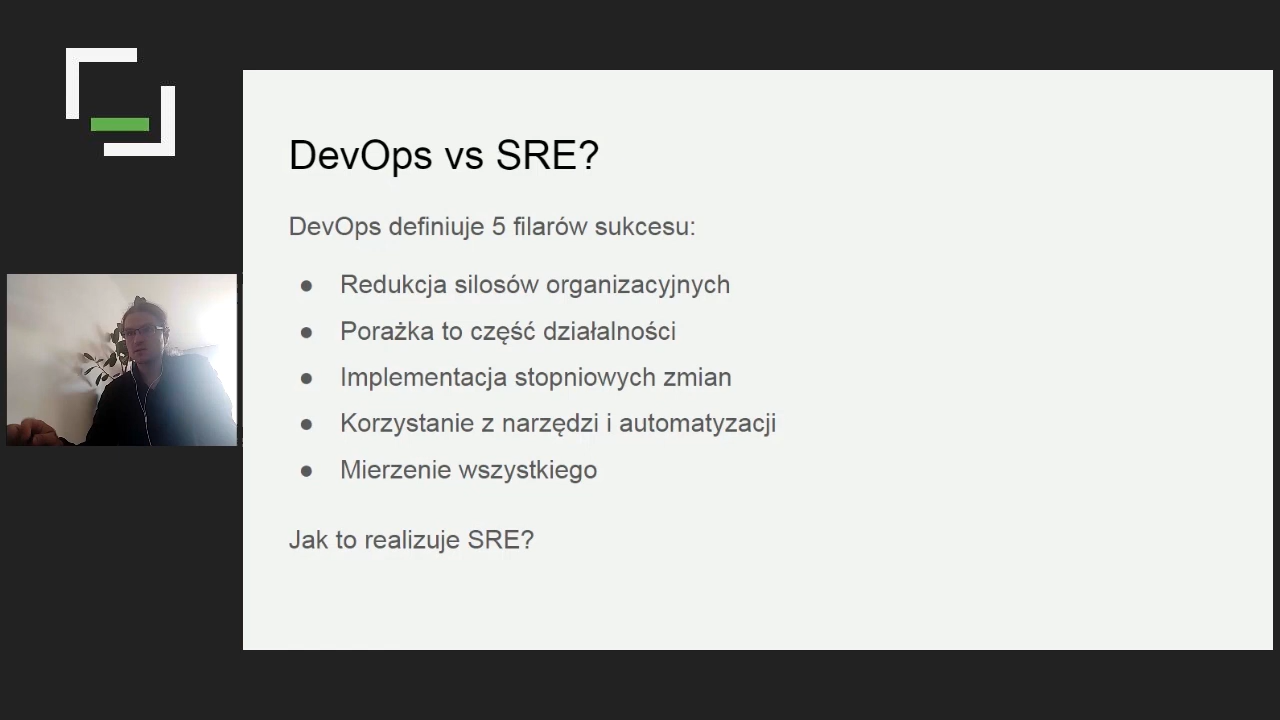 DevOps vs SRE?
DevOps definiuje 5 filarów sukcesu:
● Redukcja silosów organizacyjnych
● Porażka to część działalności
● Implementacja stopniowych zmian
● Korzystanie z narzędzi i automatyzacji
● Mierzenie wszystkiego
Jak to realizuje SRE?